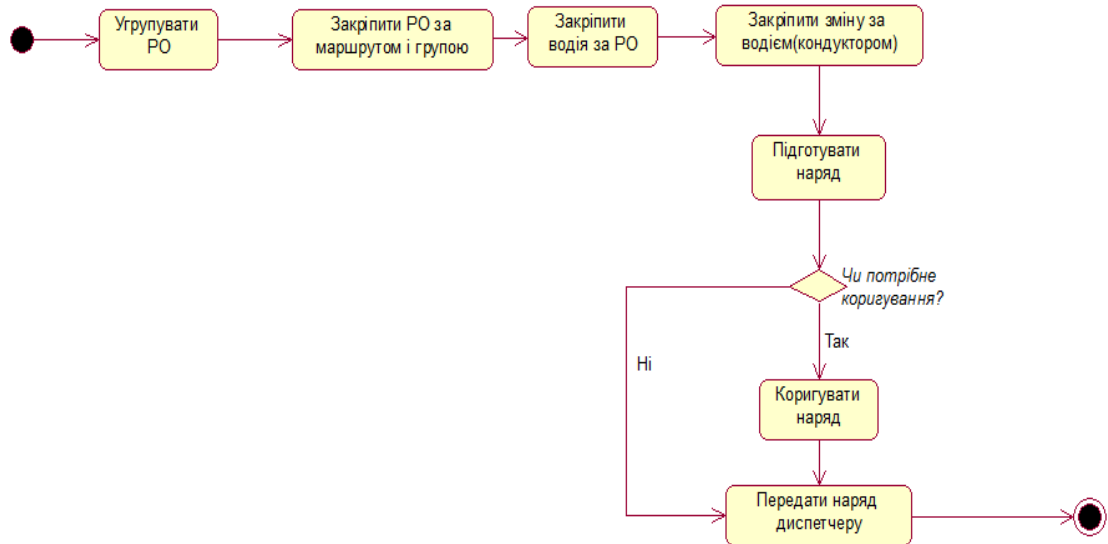 Угрупувати
РО
Закріпити РО за
маршрутом і групою
Закріпити
водія за РО
Закріпити зміну за
водієм(кондуктором)
Підготувати
наряд
Чи потрібне
коригування?
Так
Ні
Коригувати
наряд
Передати наряд
диспетчеру